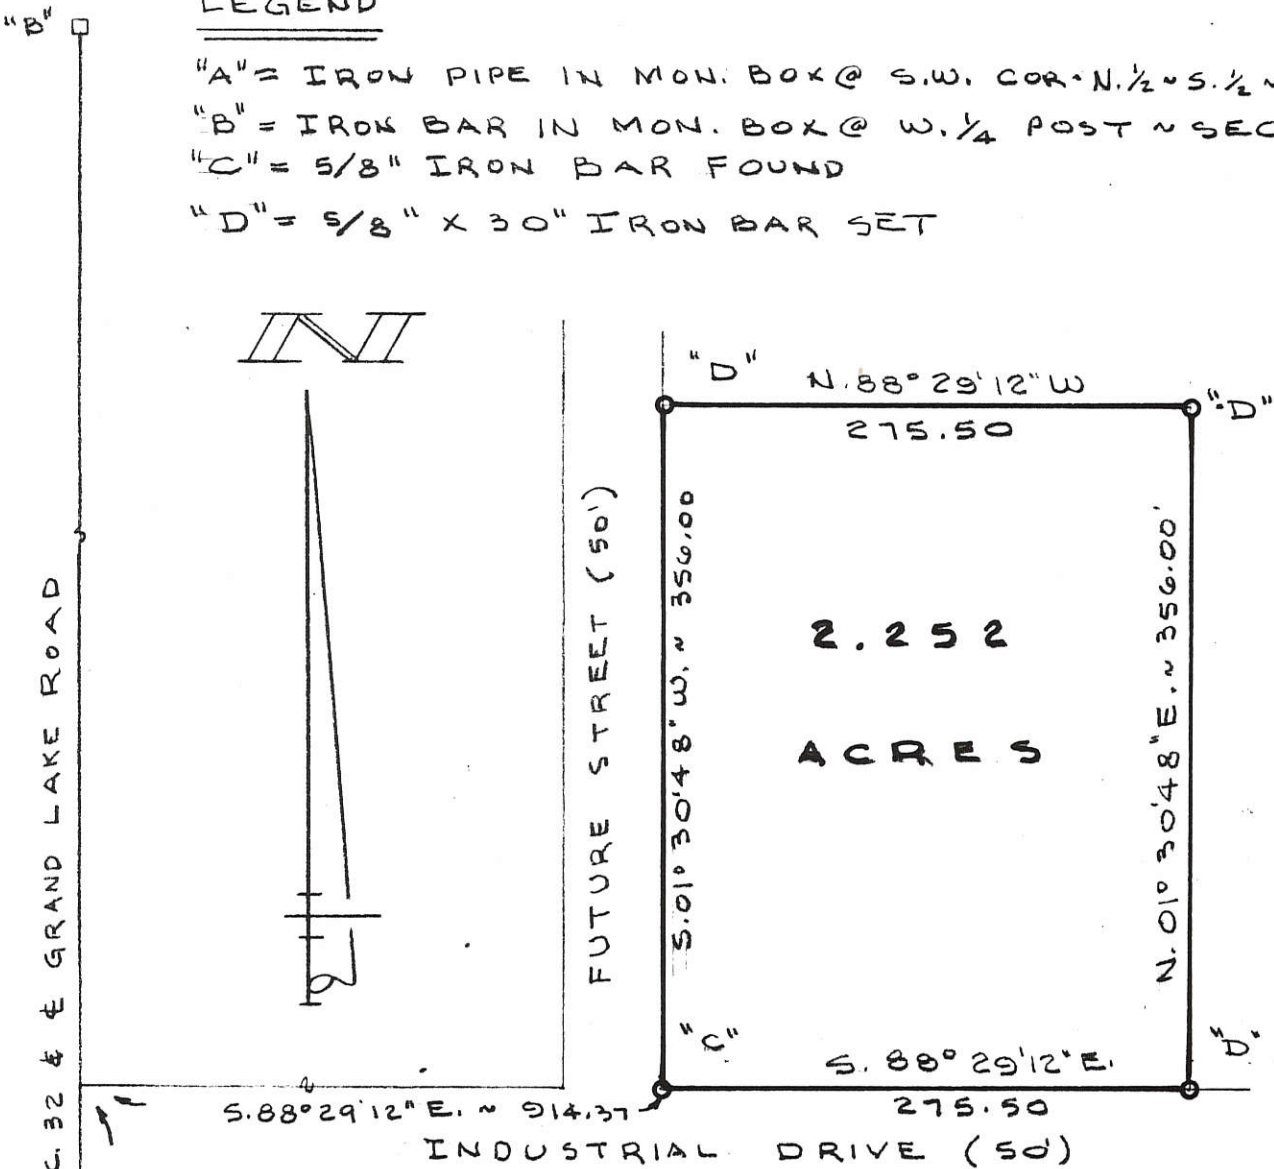 "B"
LEGEND
"A" = IRON PIPE IN MON. BOX @ S.W. COR. N.½ ~ S.½ ~
"B" = IRON BAR IN MON. BOX @ W.¼ POST ~ SEC
"C" = 5/8" IRON BAR FOUND
"D" = 5/8" X 30" IRON BAR SET
N
"D"
N. 88° 29' 12" W
"D"
275.50
FUTURE STREET (50')
S. 01° 30' 48" W. ~ 356.00
2.252
ACRES
N. 01° 30' 48" E. ~ 356.00'
C. 32 & ℄ GRAND LAKE ROAD
"C"
S. 88° 29' 12" E.
"D"
S. 88° 29' 12" E. ~ 914.37
275.50
INDUSTRIAL DRIVE (50')